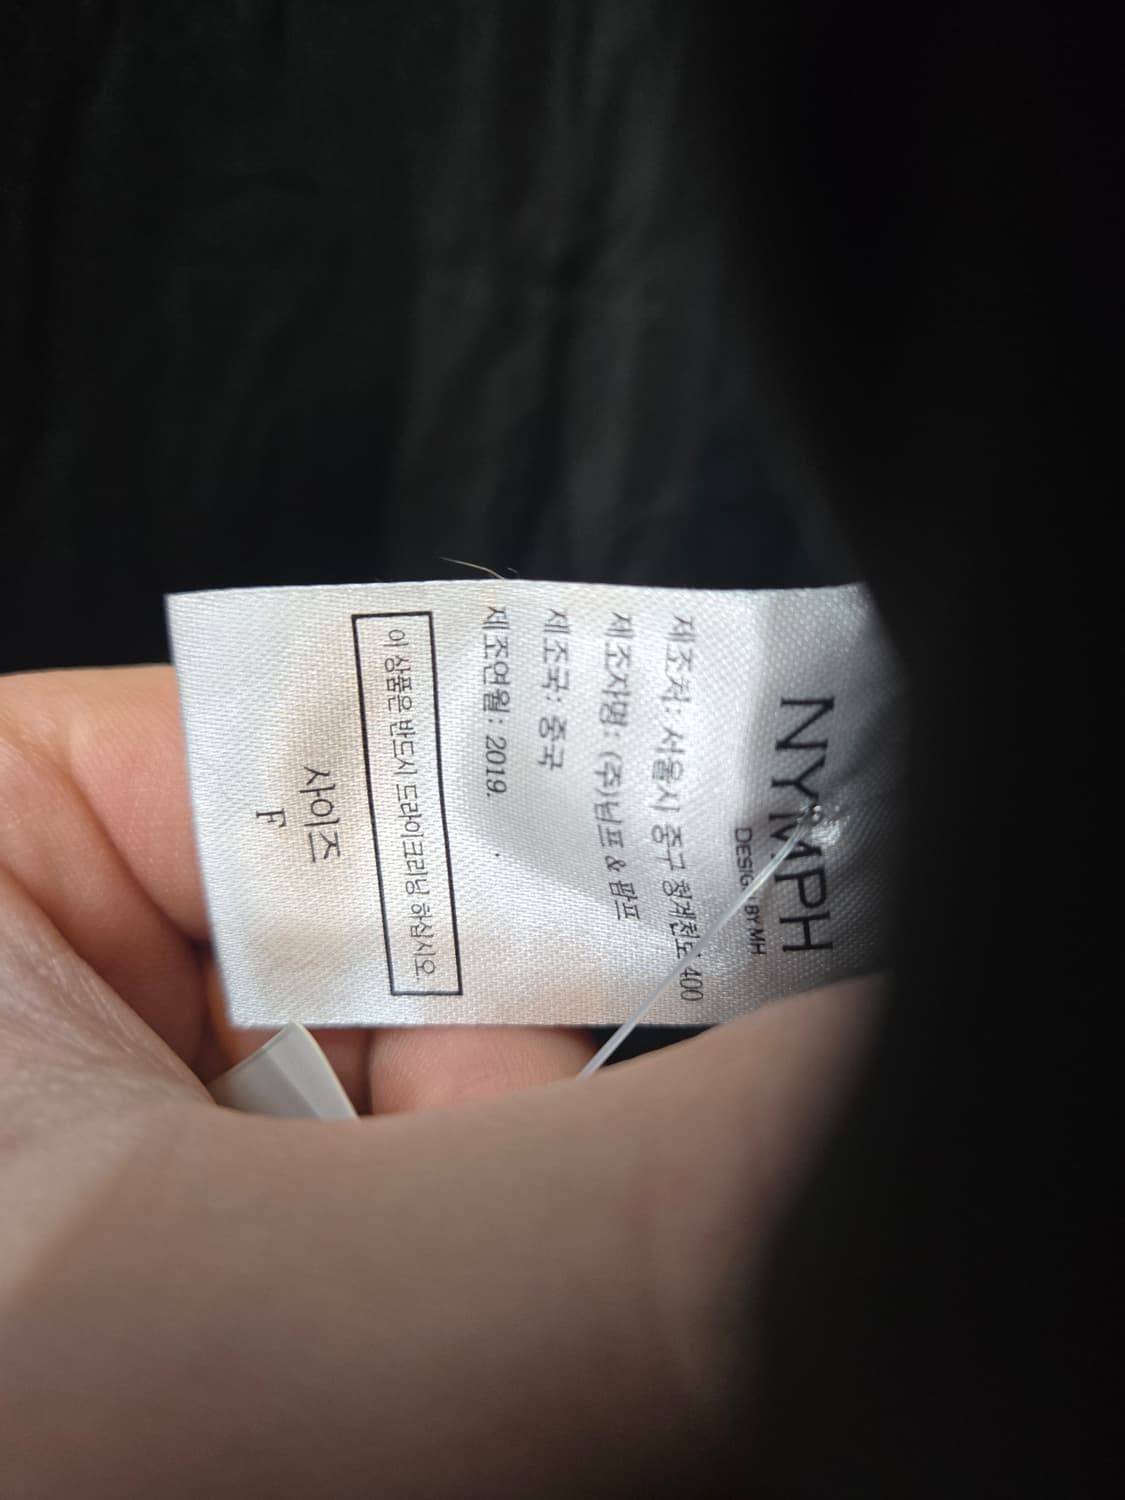 NYMPH
DESIGN BY MH
제조처: 서울시 중구 청계천로 400
제조자명: (주)님프 & 팜프
제조국: 중국
제조연월: 2019. .
이 상품은 반드시 드라이크리닝 하십시오
사이즈
F